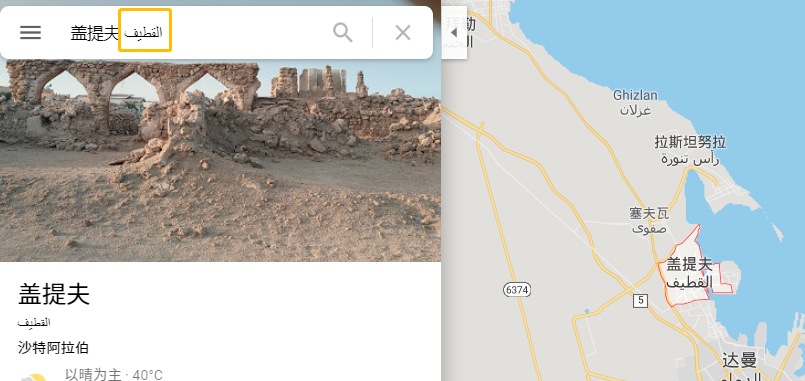 盖提夫 القطيف
盖提夫
القطيف
沙特阿拉伯
以晴为主 · 40°C
Ghizlan
غزلان
拉斯坦努拉
رأس تنورة
塞夫瓦
صفوى
盖提夫
القطيف
6374
5
达曼